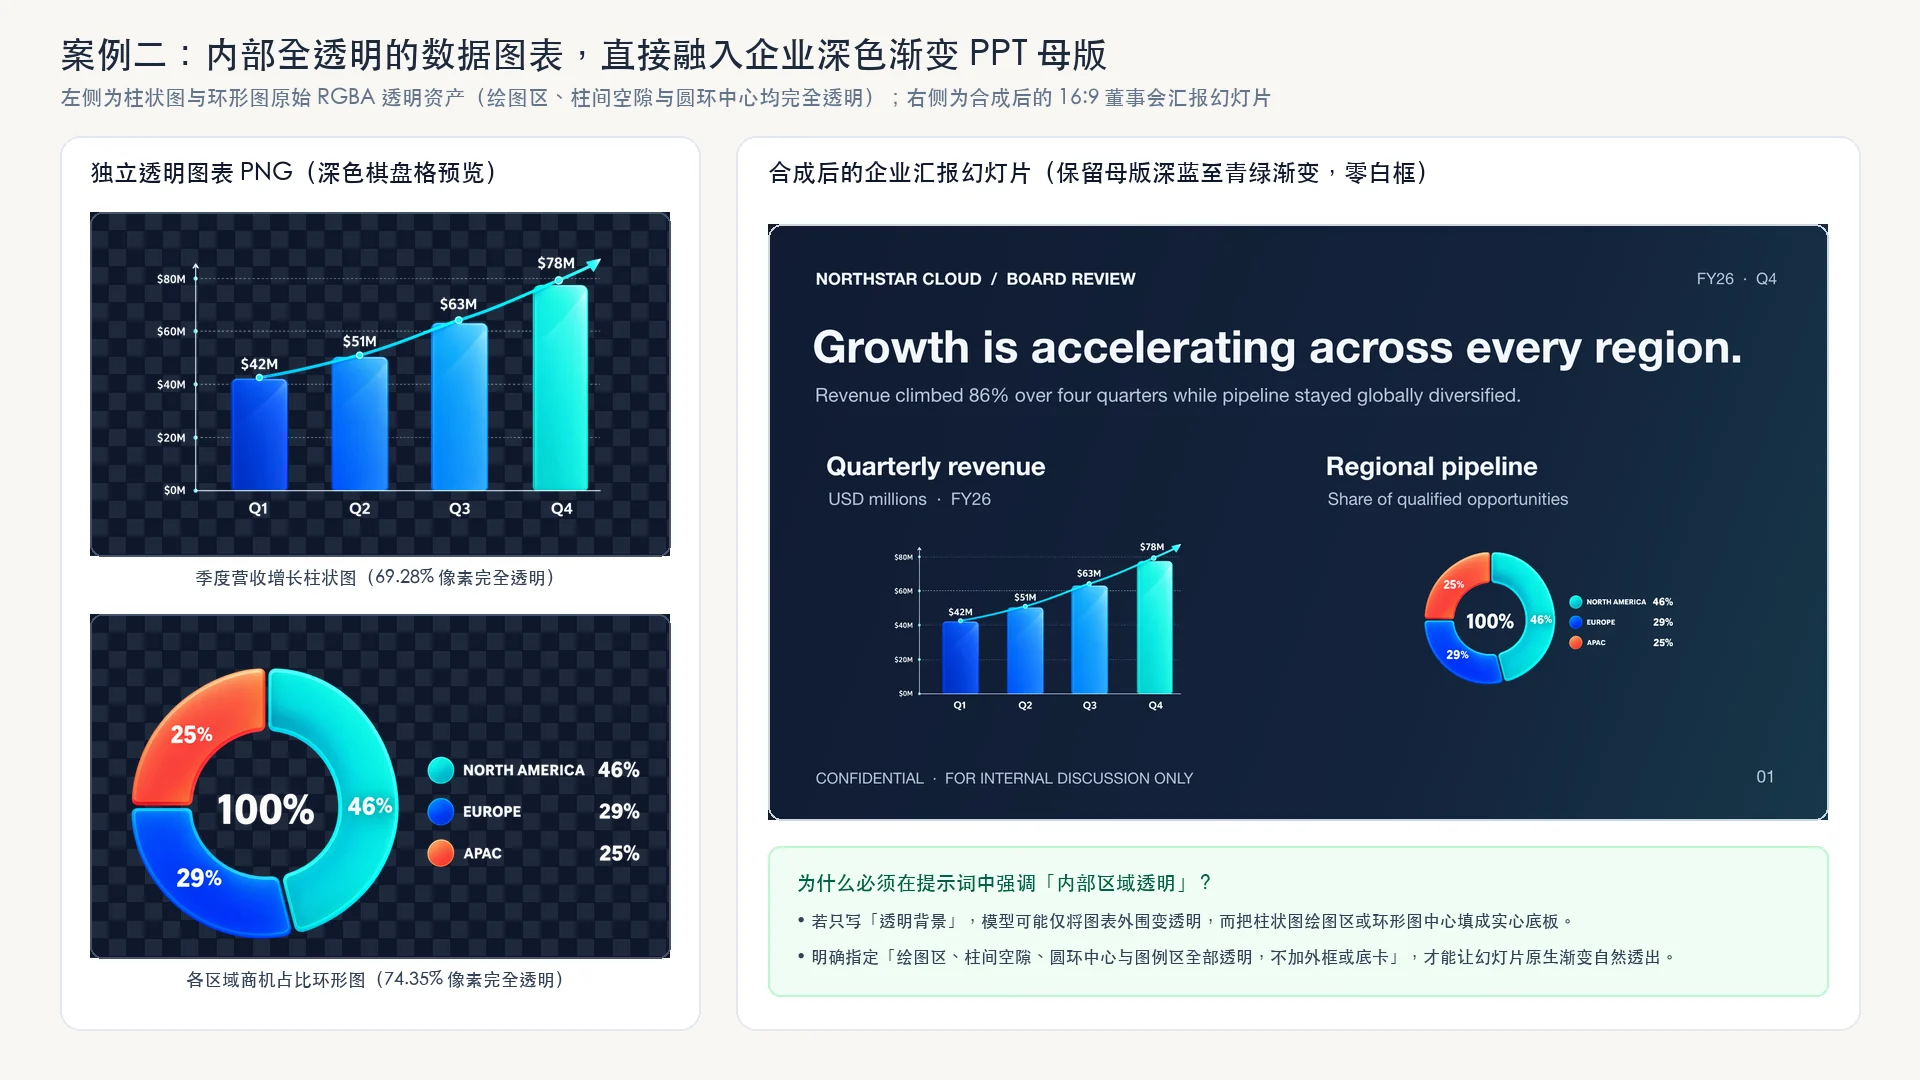 案例二：内部全透明的数据图表，直接融入企业深色渐变 PPT 母版
左侧为柱状图与环形图原始 RGBA 透明资产（绘图区、柱间空隙与圆环中心均完全透明）；右侧为合成后的 16:9 董事会汇报幻灯片
独立透明图表 PNG（深色棋盘格预览）
$80M
$60M
$40M
$20M
$0M
$42M
$51M
$63M
$78M
Q1 Q2 Q3 Q4
季度营收增长柱状图（69.28% 像素完全透明）
25%
46%
29%
100%
NORTH AMERICA 46%
EUROPE 29%
APAC 25%
各区域商机占比环形图（74.35% 像素完全透明）
合成后的企业汇报幻灯片（保留母版深蓝至青绿渐变，零白框）
NORTHSTAR CLOUD / BOARD REVIEW
FY26 · Q4
Growth is accelerating across every region.
Revenue climbed 86% over four quarters while pipeline stayed globally diversified.
Quarterly revenue
USD millions · FY26
$80M
$60M
$40M
$20M
$0M
$42M
$51M
$63M
$78M
Q1 Q2 Q3 Q4
Regional pipeline
Share of qualified opportunities
25%
46%
29%
100%
NORTH AMERICA 46%
EUROPE 29%
APAC 25%
CONFIDENTIAL · FOR INTERNAL DISCUSSION ONLY
01
为什么必须在提示词中强调「内部区域透明」？
• 若只写「透明背景」，模型可能仅将图表外围变透明，而把柱状图绘图区或环形图中心填成实心底板。
• 明确指定「绘图区、柱间空隙、圆环中心与图例区全部透明，不加外框或底卡」，才能让幻灯片原生渐变自然透出。